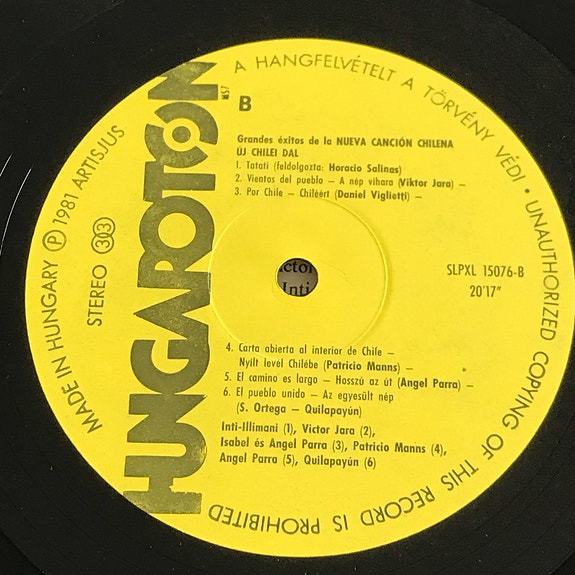 A HANGFELVÉTELT A TÖRVÉNY VÉDI • UNAUTHORIZED COPYING OF THIS RECORD IS PROHIBITED
MADE IN HUNGARY Ⓟ 1981 ARTISJUS
STEREO 33
HUNGAROTON
MSZ
B
Grandes éxitos de la NUEVA CANCIÓN CHILENA
ÚJ CHILEI DAL
1. Tatati (feldolgozta: Horacio Salinas)
2. Vientos del pueblo – A nép vihara (Viktor Jara) –
3. Por Chile – Chiléért (Daniel Viglietti) –
SLPXL 15076-B
20'17"
ctor
Inti
4. Carta abierta al interior de Chile –
Nyílt levél Chilébe (Patricio Manns) –
5. El camino es largo – Hosszú az út (Angel Parra) –
6. El pueblo unido – Az egyesült nép
(S. Ortega – Quilapayún)
Inti-Illimani (1), Victor Jara (2),
Isabel és Angel Parra (3), Patricio Manns (4),
Angel Parra (5), Quilapayún (6)